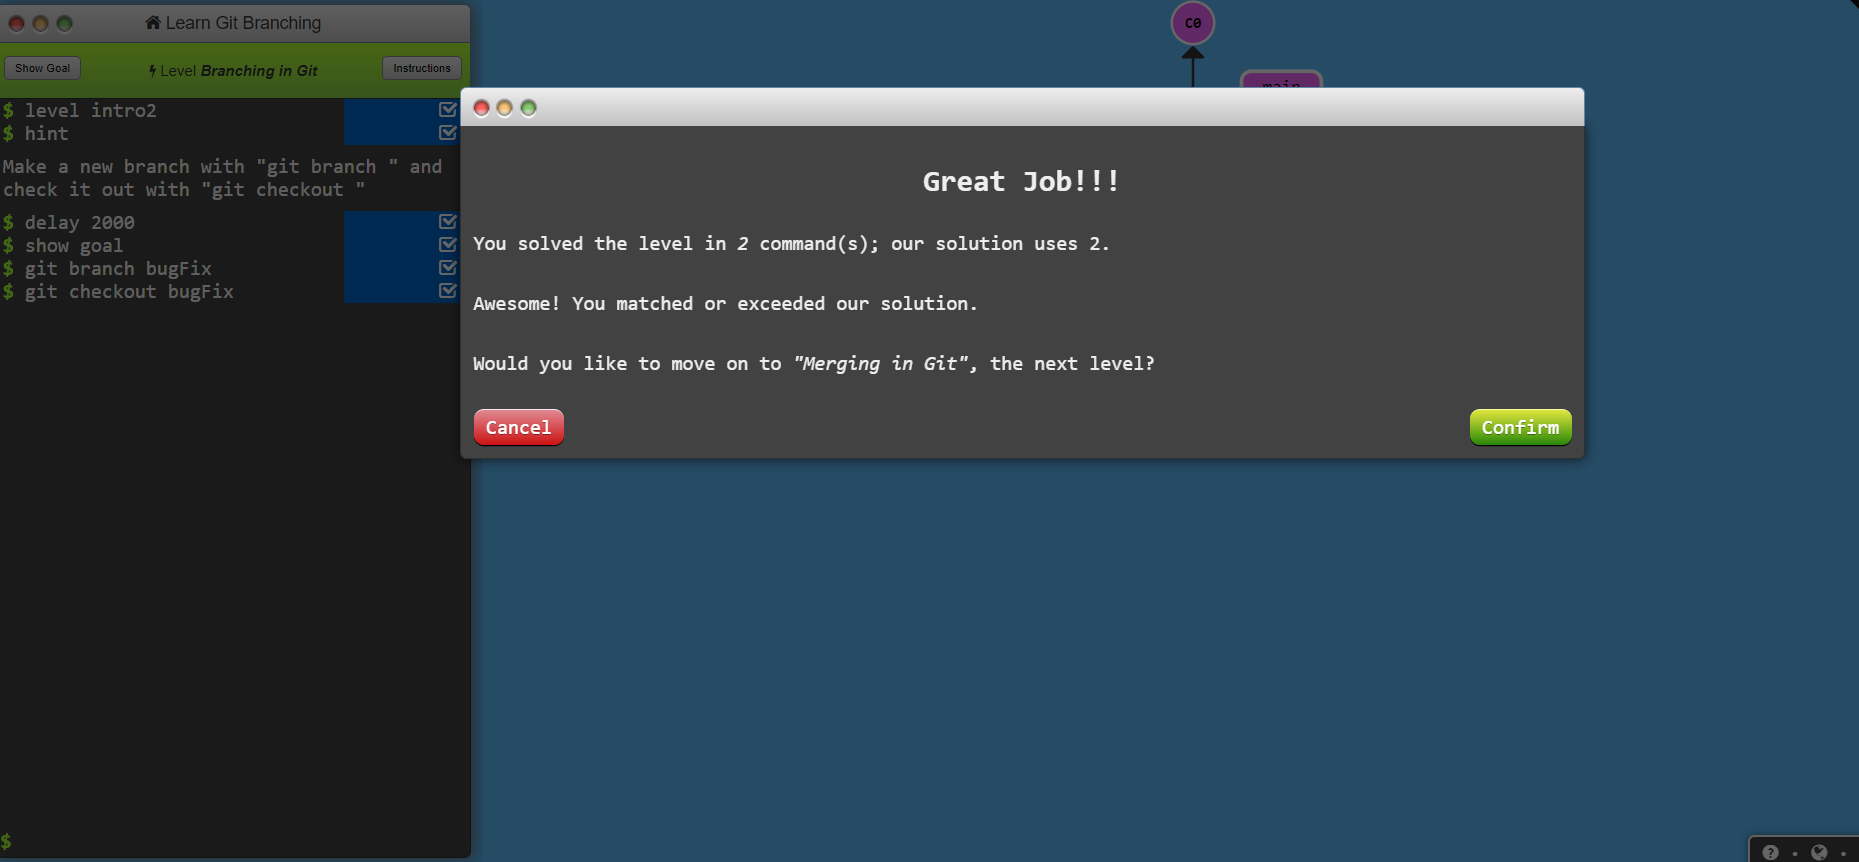 Learn Git Branching
Show Goal
Level Branching in Git
Instructions
$ level intro2
$ hint
Make a new branch with "git branch " and
check it out with "git checkout "
$ delay 2000
$ show goal
$ git branch bugFix
$ git checkout bugFix
$
C0
main
Great Job!!!
You solved the level in 2 command(s); our solution uses 2.
Awesome! You matched or exceeded our solution.
Would you like to move on to "Merging in Git", the next level?
Cancel
Confirm